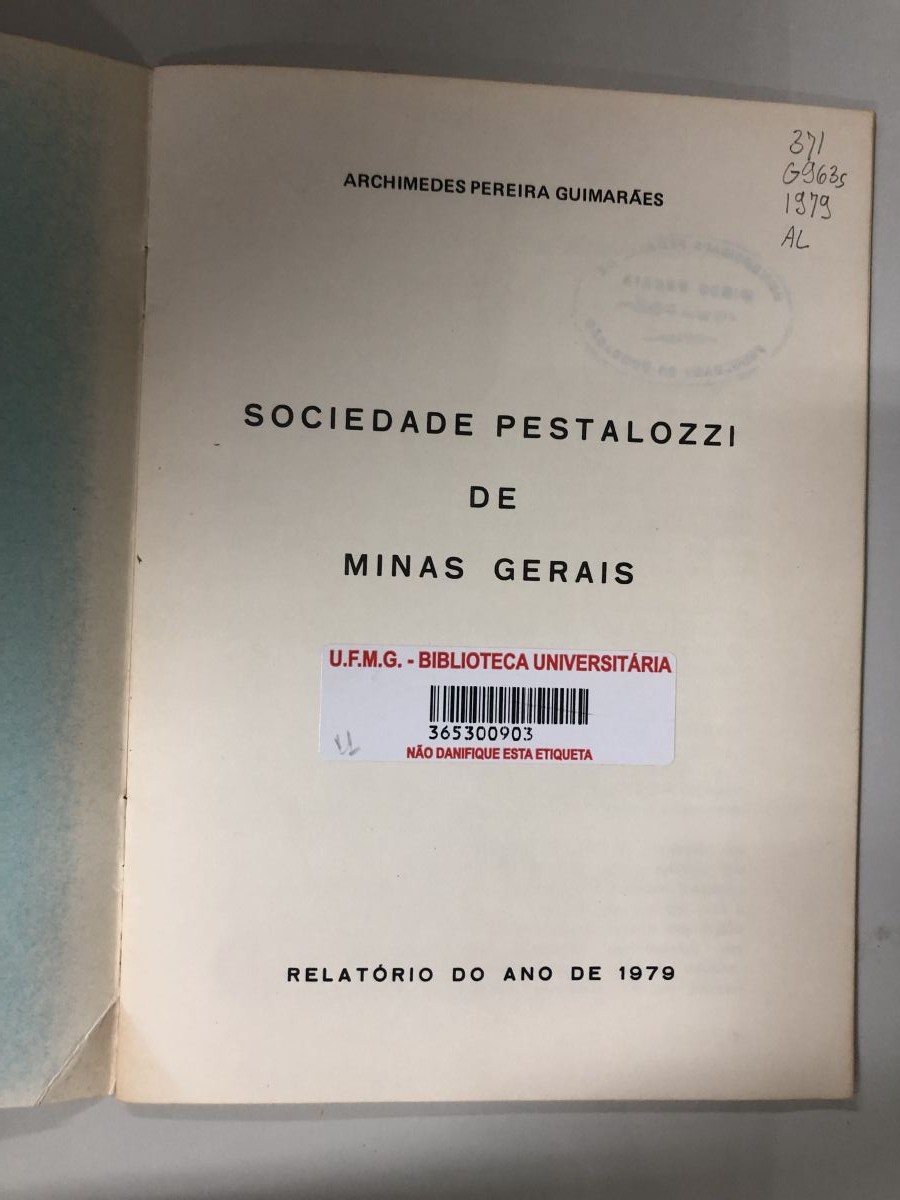 371
G963s
1979
AL
ARCHIMEDES PEREIRA GUIMARÃES
SOCIEDADE PESTALOZZI
DE
MINAS GERAIS
U.F.M.G. - BIBLIOTECA UNIVERSITÁRIA
365300903
NÃO DANIFIQUE ESTA ETIQUETA
RELATÓRIO DO ANO DE 1979